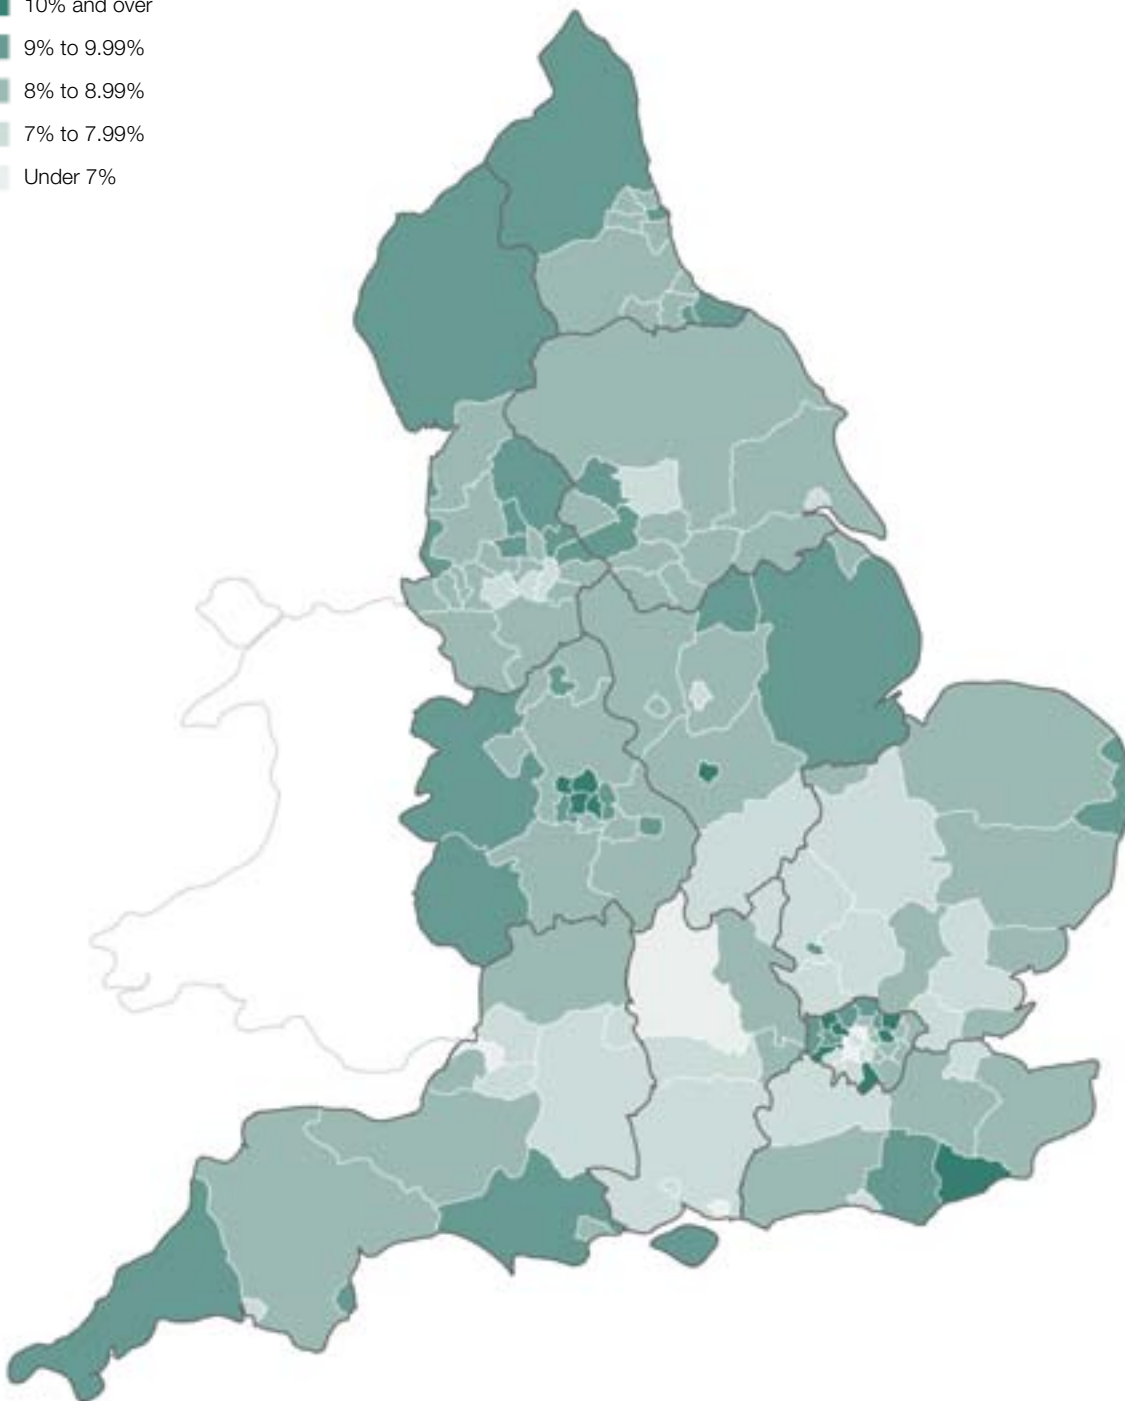 10% and over
9% to 9.99%
8% to 8.99%
7% to 7.99%
Under 7%